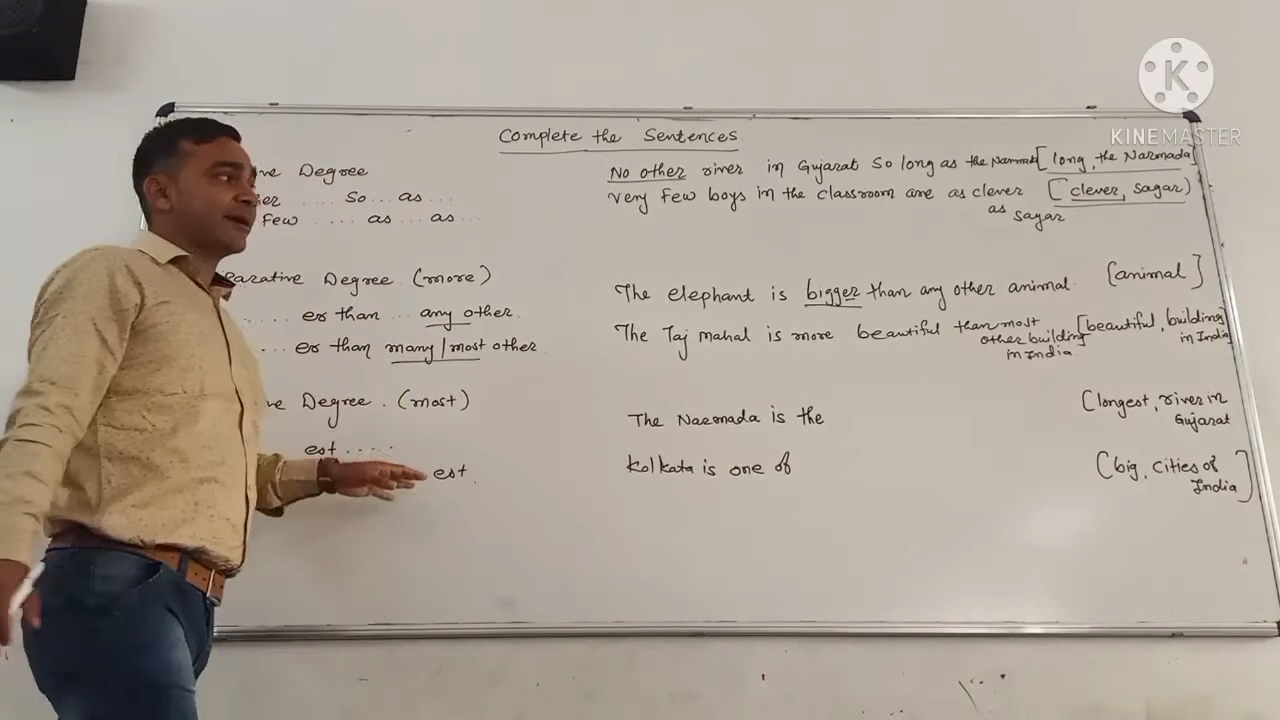 KINEMASTER
Complete the Sentences
ve Degree
er ..... So ... as ...
Few ..... as ... as ...
No other river in Gujarat So long as the Narmada [long, the Narmada]
very Few boys in the classroom are as clever (clever, sagar)
as sagar
Parative Degree (more)
..... er than ... any other.
... er than many/most other
The elephant is bigger than any other animal. [animal]
The Taj mahal is more beautiful than most [beautiful, building
other building in India
in India
ve Degree. (most)
est .....
est.
The Narmada is the (longest, river in
Gujarat
Kolkata is one of (big, cities of
India)